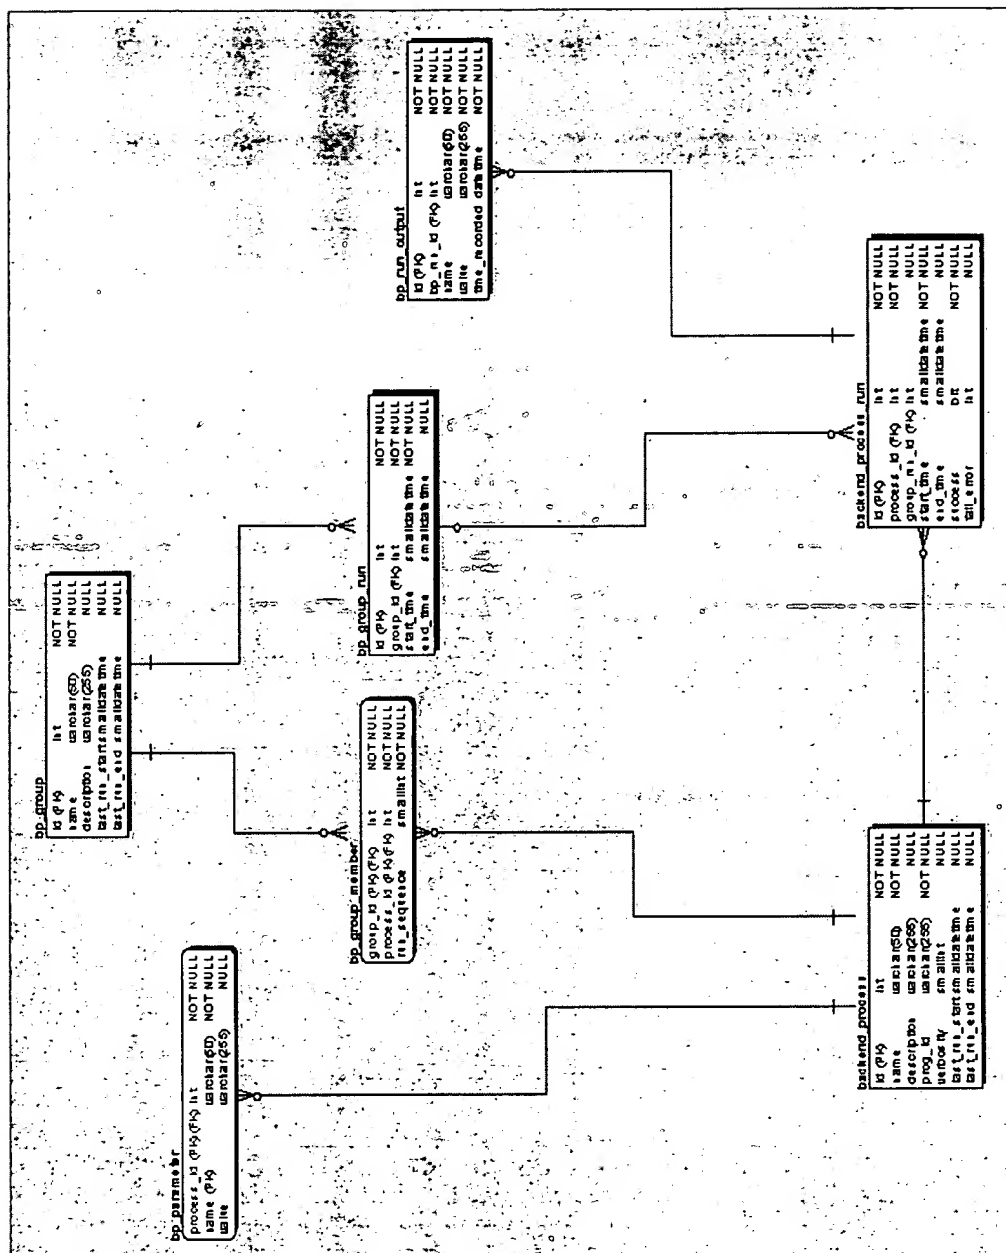 bp_group
id (PK) int NOT NULL
name varchar(50) NOT NULL
description varchar(255) NULL
last_run_start smalldatetime NULL
last_run_end smalldatetime NULL
bp_parameter
process_id (PK) (FK) int NOT NULL
name (PK) varchar(50) NOT NULL
value varchar(255) NULL
bp_group_member
group_id (PK) (FK) int NOT NULL
process_id (PK) (FK) int NOT NULL
run_sequence smallint NOT NULL
bp_group_run
id (PK) int NOT NULL
group_id (FK) int NOT NULL
start_time smalldatetime NOT NULL
end_time smalldatetime NULL
bp_run_output
id (PK) int NOT NULL
bp_run_id (FK) int NOT NULL
name varchar(50) NOT NULL
value varchar(255) NOT NULL
time_recorded datetime NOT NULL
backend_process
id (PK) int NOT NULL
name varchar(50) NOT NULL
description varchar(255) NULL
prog_id varchar(255) NOT NULL
verbosity smallint NULL
last_run_start smalldatetime NULL
last_run_end smalldatetime NULL
backend_process_run
id (PK) int NOT NULL
process_id (FK) int NOT NULL
group_run_id (FK) int NULL
start_time smalldatetime NOT NULL
end_time smalldatetime NULL
success bit NOT NULL
fail_error int NULL